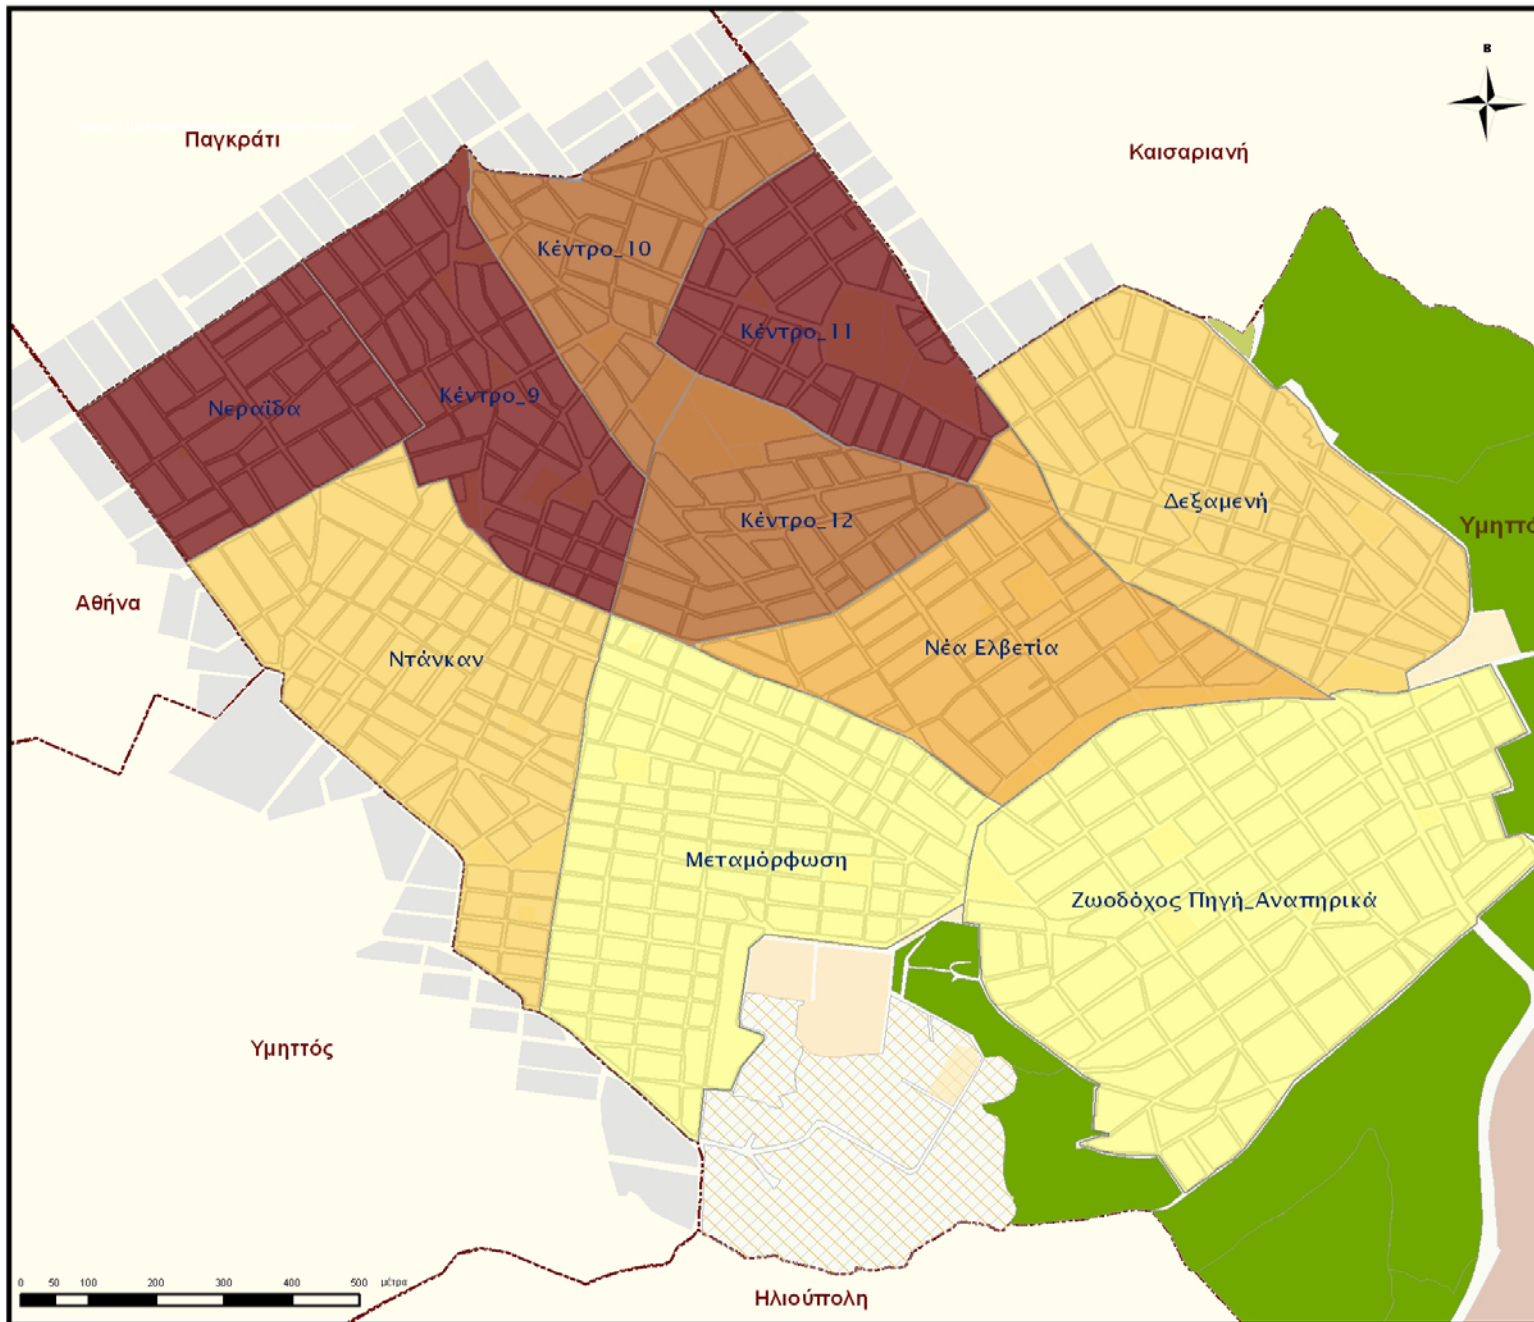 Β
Παγκράτι
Καισαριανή
Κέντρο_10
Κέντρο_11
Κέντρο_9
Νεραΐδα
Δεξαμενή
Κέντρο_12
Υμηττό
Αθήνα
Νέα Ελβετία
Ντάνκαν
Μεταμόρφωση
Ζωοδόχος Πηγή_Αναπηρικά
Υμηττός
0 50 100 200 300 400 500 μέτρα
Ηλιούπολη